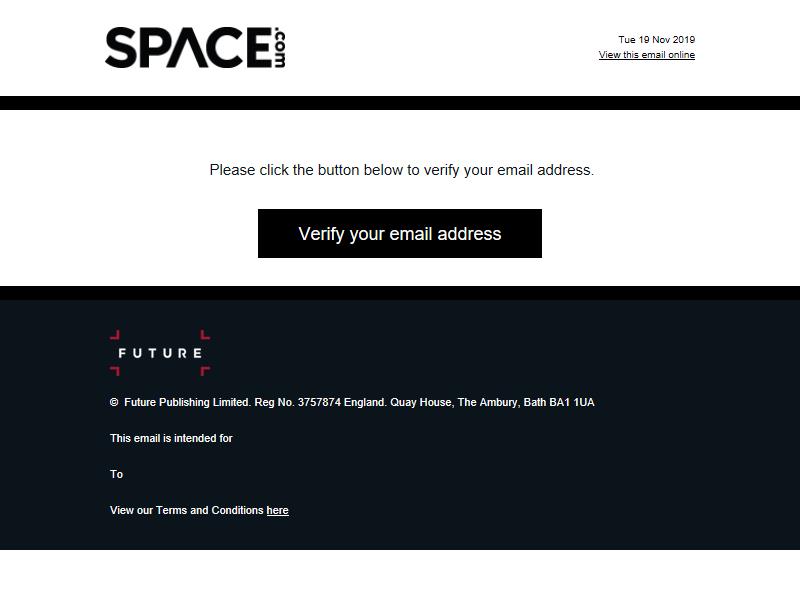 SPACE.com
Tue 19 Nov 2019
View this email online
Please click the button below to verify your email address.
Verify your email address
FUTURE
© Future Publishing Limited. Reg No. 3757874 England. Quay House, The Ambury, Bath BA1 1UA
This email is intended for
To
View our Terms and Conditions here